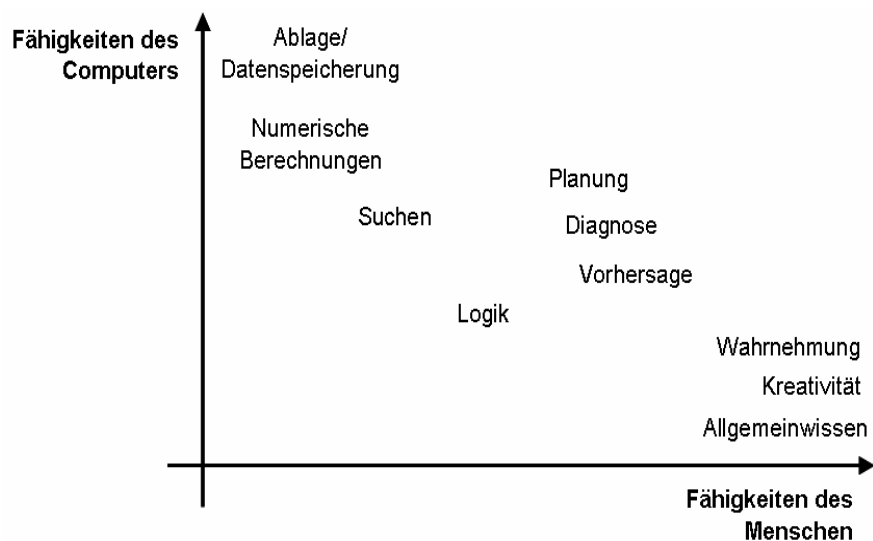 Fähigkeiten des
Computers
Ablage/
Datenspeicherung
Numerische
Berechnungen
Planung
Suchen
Diagnose
Vorhersage
Logik
Wahrnehmung
Kreativität
Allgemeinwissen
Fähigkeiten des
Menschen